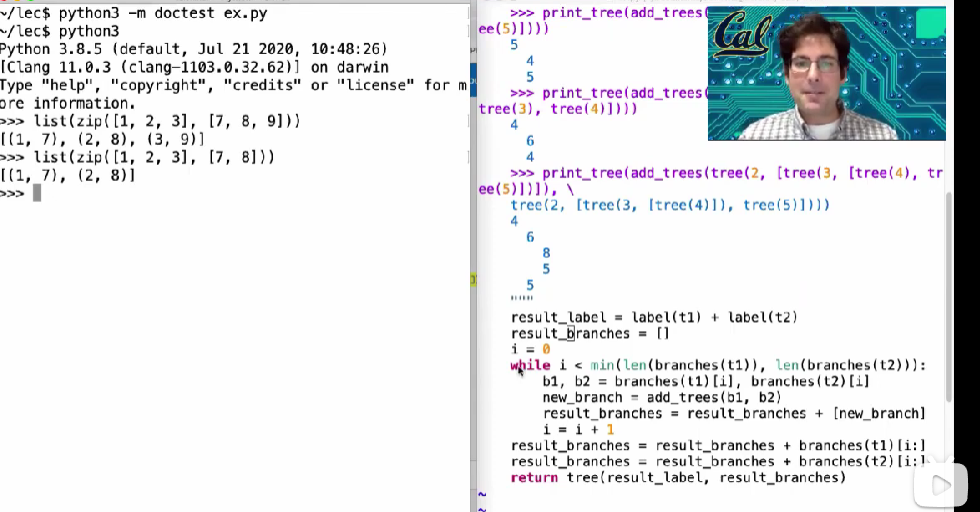 ~/lec$ python3 -m doctest ex.py
~/lec$ python3
Python 3.8.5 (default, Jul 21 2020, 10:48:26)
[Clang 11.0.3 (clang-1103.0.32.62)] on darwin
Type "help", "copyright", "credits" or "license" for m
ore information.
>>> list(zip([1, 2, 3], [7, 8, 9]))
[(1, 7), (2, 8), (3, 9)]
>>> list(zip([1, 2, 3], [7, 8]))
[(1, 7), (2, 8)]
>>>
>>> print_tree(add_trees(
ee(5)])))
5
4
5
>>> print_tree(add_trees(
tree(3), tree(4)])))
4
6
4
>>> print_tree(add_trees(tree(2, [tree(3, [tree(4), tr
ee(5)])]), \
tree(2, [tree(3, [tree(4)]), tree(5)])))
4
6
8
5
5
""""""
result_label = label(t1) + label(t2)
result_branches = []
i = 0
while i < min(len(branches(t1)), len(branches(t2))):
b1, b2 = branches(t1)[i], branches(t2)[i]
new_branch = add_trees(b1, b2)
result_branches = result_branches + [new_branch]
i = i + 1
result_branches = result_branches + branches(t1)[i:]
result_branches = result_branches + branches(t2)[i:]
return tree(result_label, result_branches)
~
~
Cal